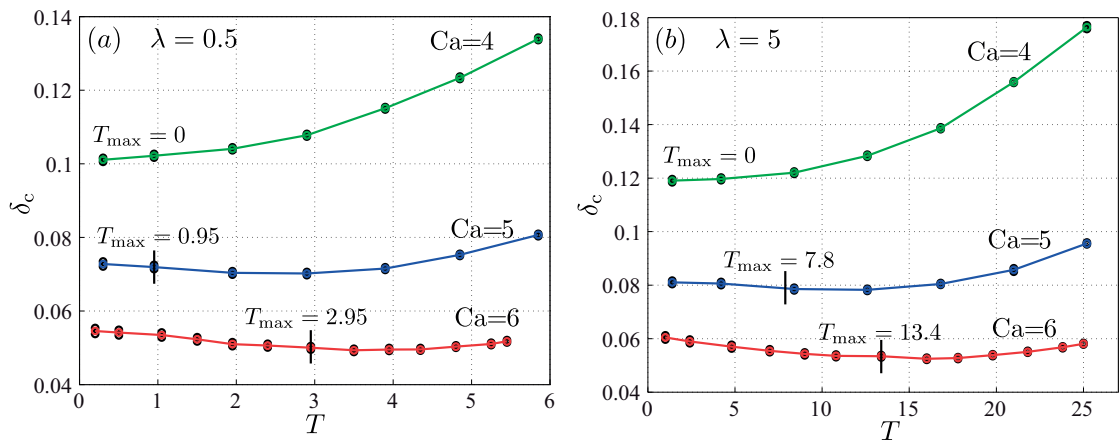 (a) λ = 0.5
Ca=4
T_max = 0
Ca=5
T_max = 0.95
T_max = 2.95
Ca=6
0.14
0.12
0.1
0.08
0.06
0.04
δ_c
0 1 2 3 4 5 6
T
(b) λ = 5
Ca=4
T_max = 0
Ca=5
T_max = 7.8
T_max = 13.4
Ca=6
0.18
0.16
0.14
0.12
0.1
0.08
0.06
0.04
δ_c
0 5 10 15 20 25
T